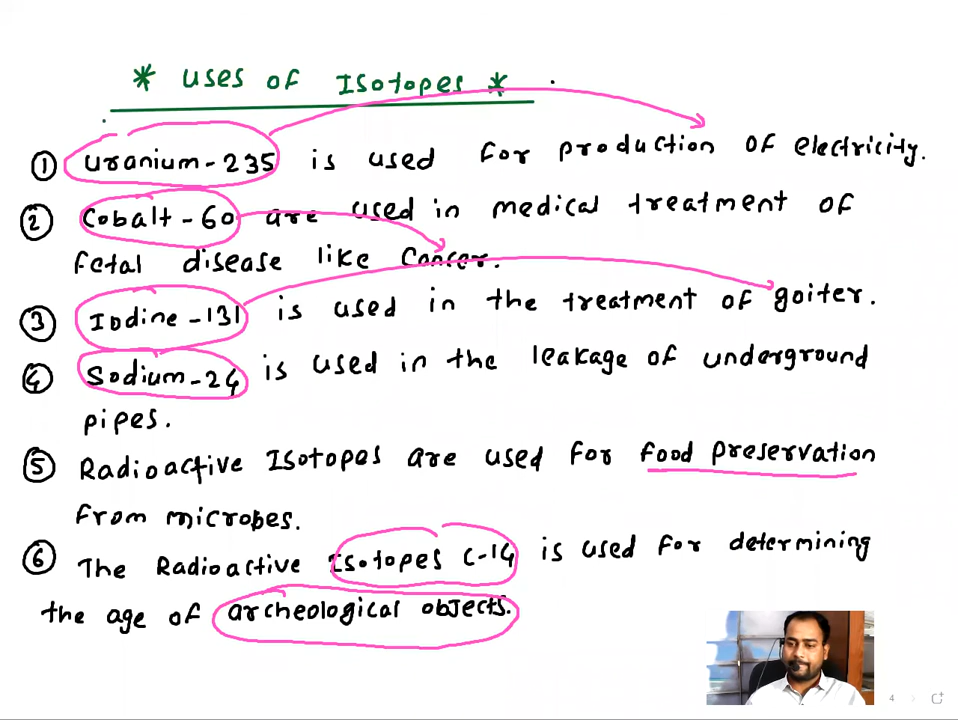 * Uses of Isotopes *
① Uranium-235 is used for production of electricity.
② Cobalt-60 are used in medical treatment of
fetal disease like Cancer.
③ Iodine-131 is used in the treatment of goiter.
④ Sodium-24 is used in the leakage of underground
pipes.
⑤ Radioactive Isotopes are used for food preservation
from microbes.
⑥ The Radioactive Isotopes C-14 is used for determining
the age of archeological objects.
4